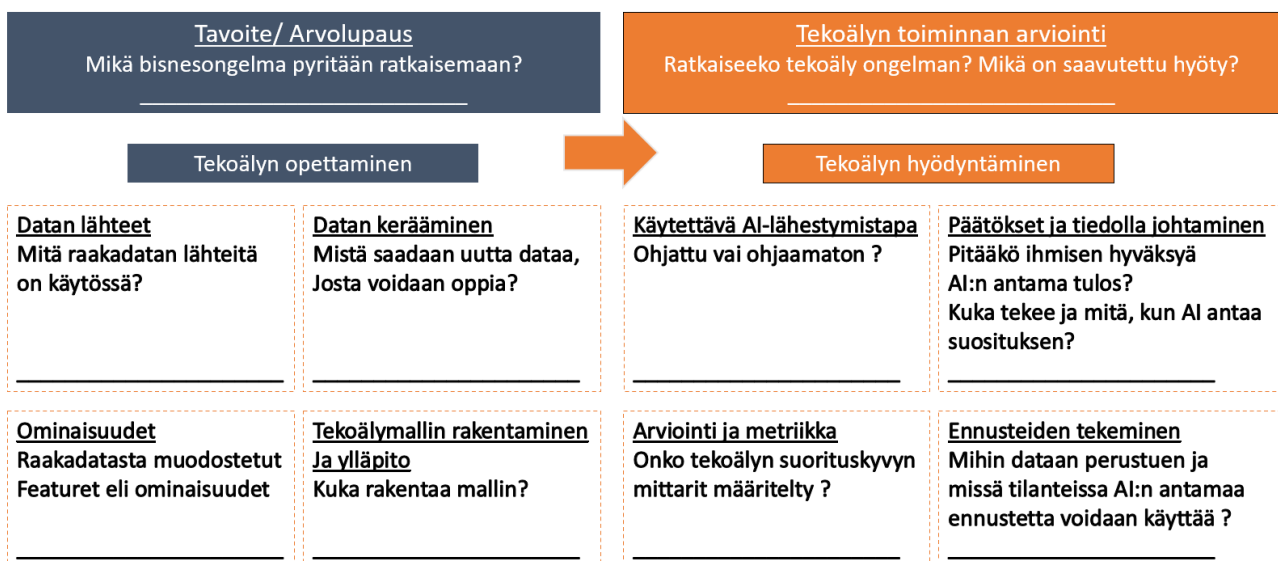 Tavoite/ Arvolupaus
Mikä bisnesongelma pyritään ratkaisemaan?
Tekoälyn toiminnan arviointi
Ratkaiseeko tekoäly ongelman? Mikä on saavutettu hyöty?
Tekoälyn opettaminen
Tekoälyn hyödyntäminen
Datan lähteet
Mitä raakadatan lähteitä
on käytössä?
Datan kerääminen
Mistä saadaan uutta dataa,
Josta voidaan oppia?
Käytettävä AI-lähestymistapa
Ohjattu vai ohjaamaton ?
Päätökset ja tiedolla johtaminen
Pitääkö ihmisen hyväksyä
AI:n antama tulos?
Kuka tekee ja mitä, kun AI antaa
suosituksen?
Ominaisuudet
Raakadatasta muodostetut
Featuret eli ominaisuudet
Tekoälymallin rakentaminen
Ja ylläpito
Kuka rakentaa mallin?
Arviointi ja metriikka
Onko tekoälyn suorituskyvyn
mittarit määritelty ?
Ennusteiden tekeminen
Mihin dataan perustuen ja
missä tilanteissa AI:n antamaa
ennustetta voidaan käyttää ?